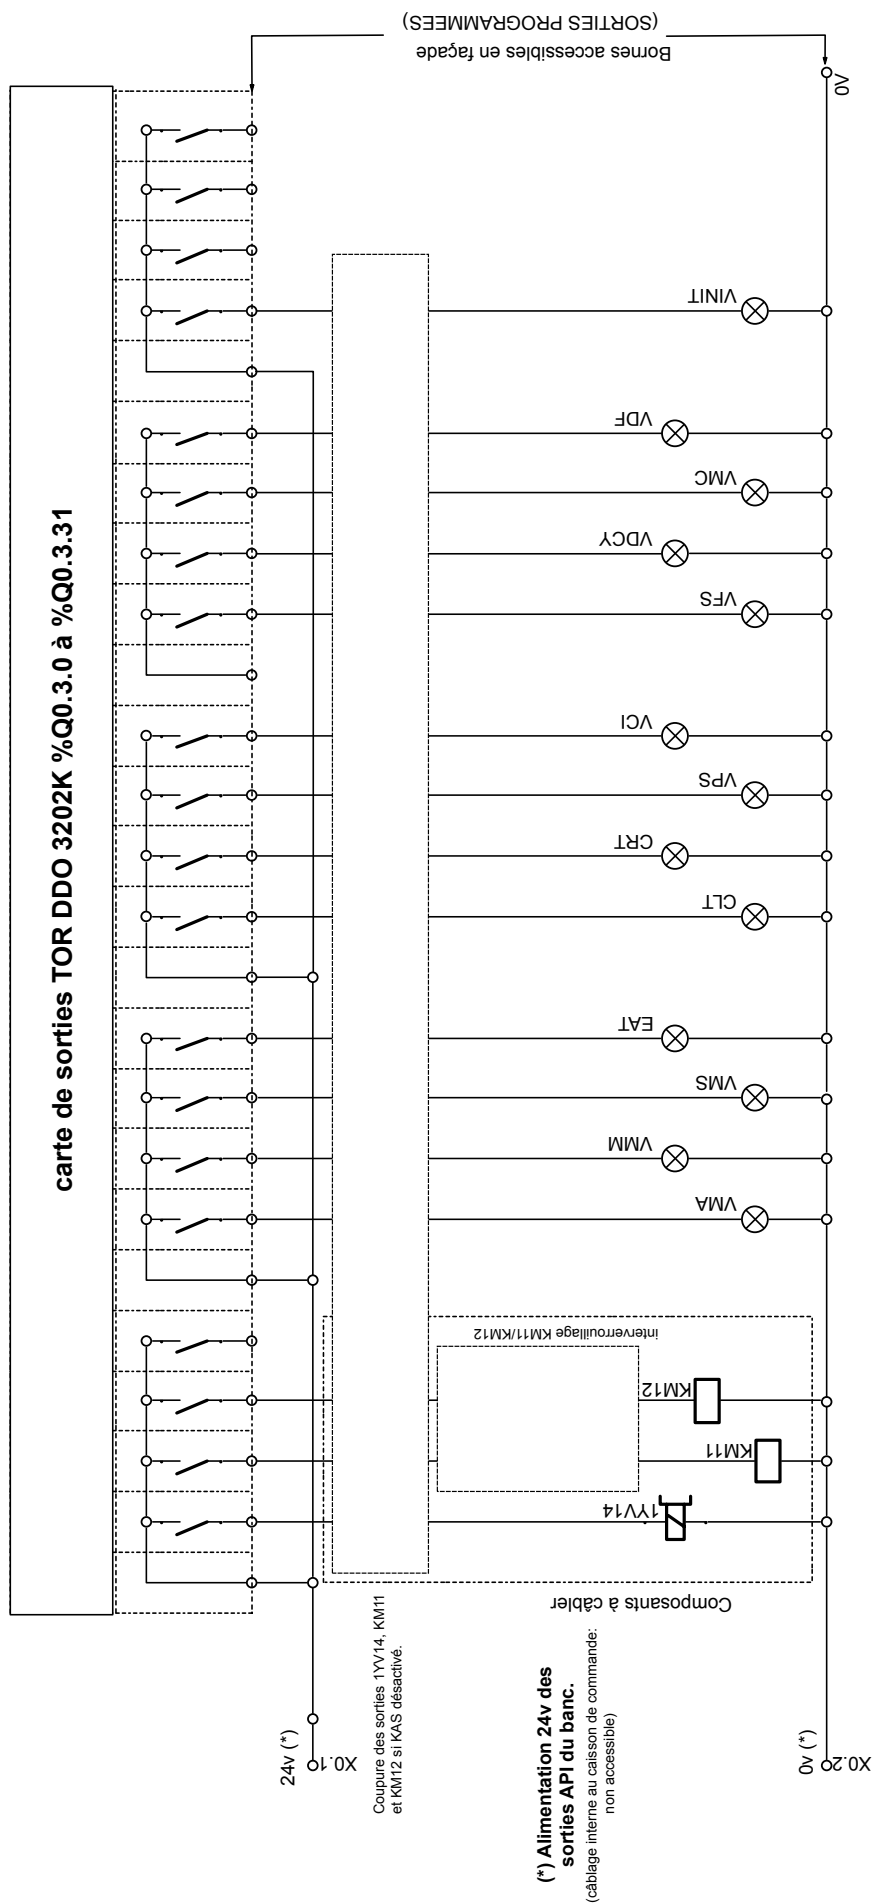 (SORTIES PROGRAMMEES)
Bornes accessibles en façade
0V
carte de sorties TOR DDO 3202K %Q0.3.0 à %Q0.3.31
VINIT
VDF
VMC
VDCY
VFS
VCI
VPS
CRT
CLT
EAT
VMS
VMM
VMA
interverrouillage KM11/KM12
KM12
KM11
1YV14
Composants à câbler
Coupure des sorties 1YV14, KM11
et KM12 si KAS désactivé.
24v (*)
X0.1
(*) Alimentation 24v des
sorties API du banc.
(câblage interne au caisson de commande:
non accessible)
0v (*)
X0.2